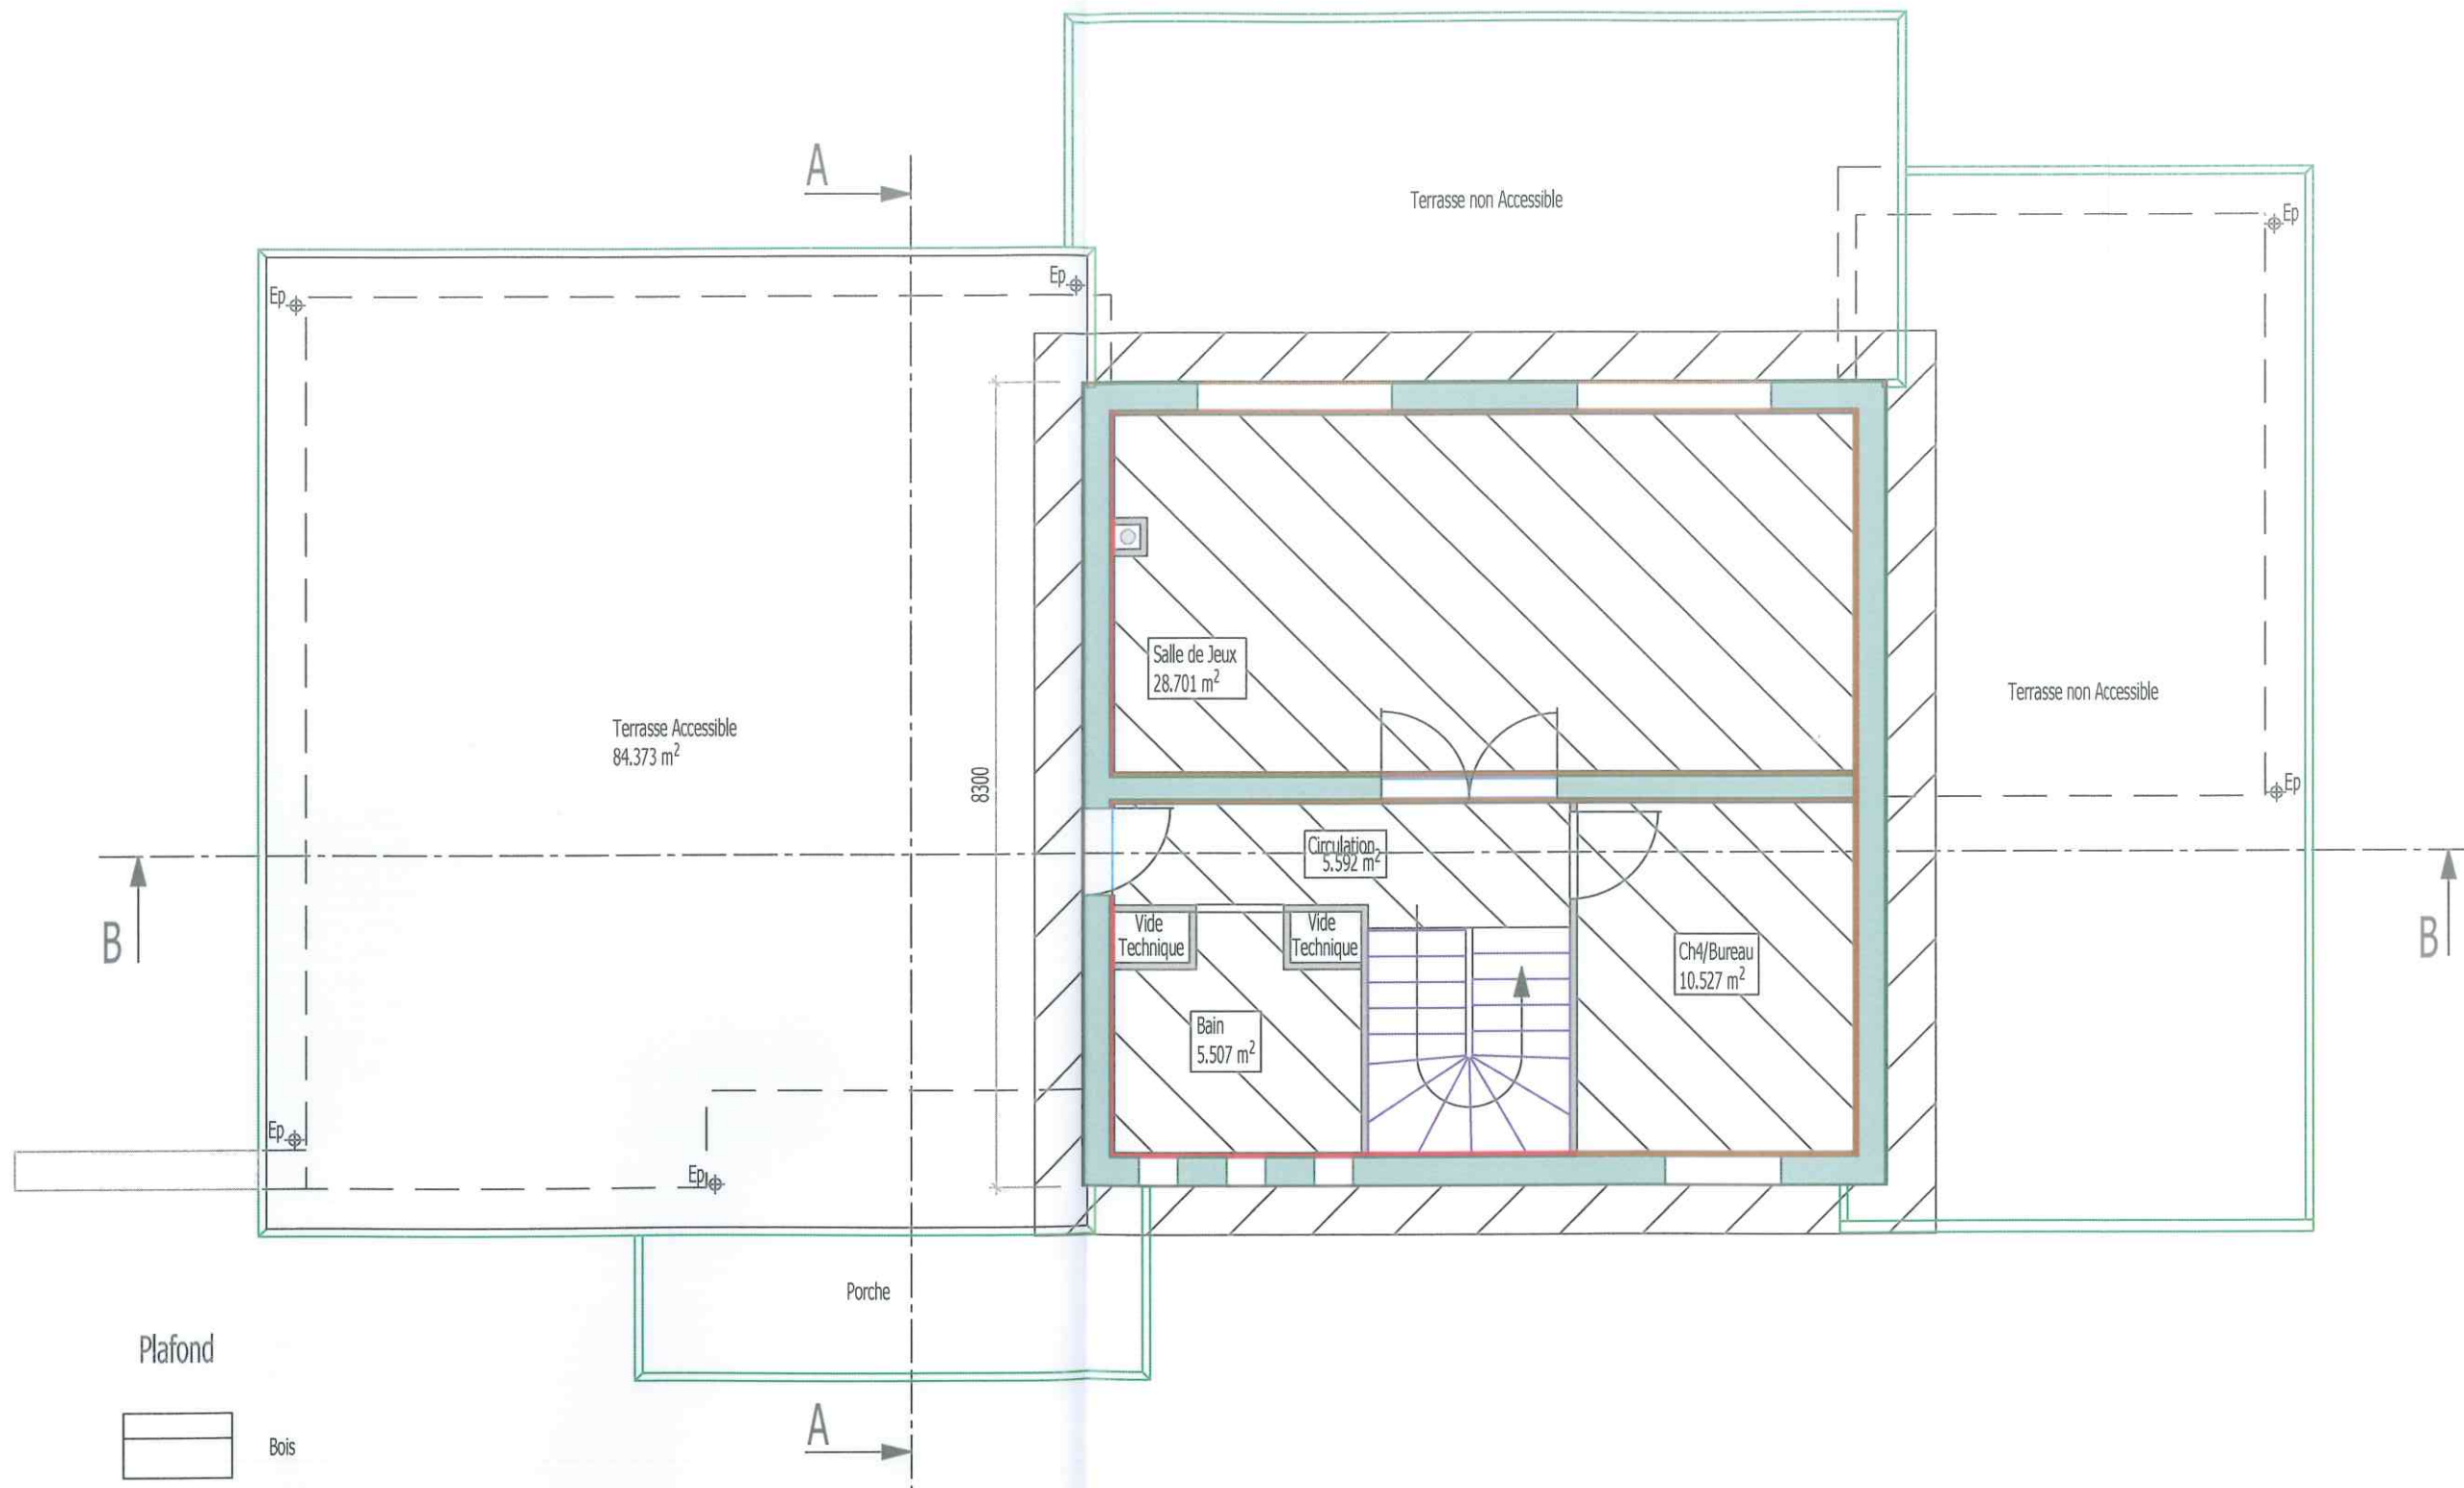 A
Terrasse non Accessible
Ep
Ep
Ep
Salle de Jeux
28.701 m²
Terrasse non Accessible
Terrasse Accessible
84.373 m²
8300
Ep
Circulation
5.592 m²
B
Vide
Technique
Vide
Technique
Ch4/Bureau
10.527 m²
B
Bain
5.507 m²
Ep
Ep
Porche
Plafond
A
Bois